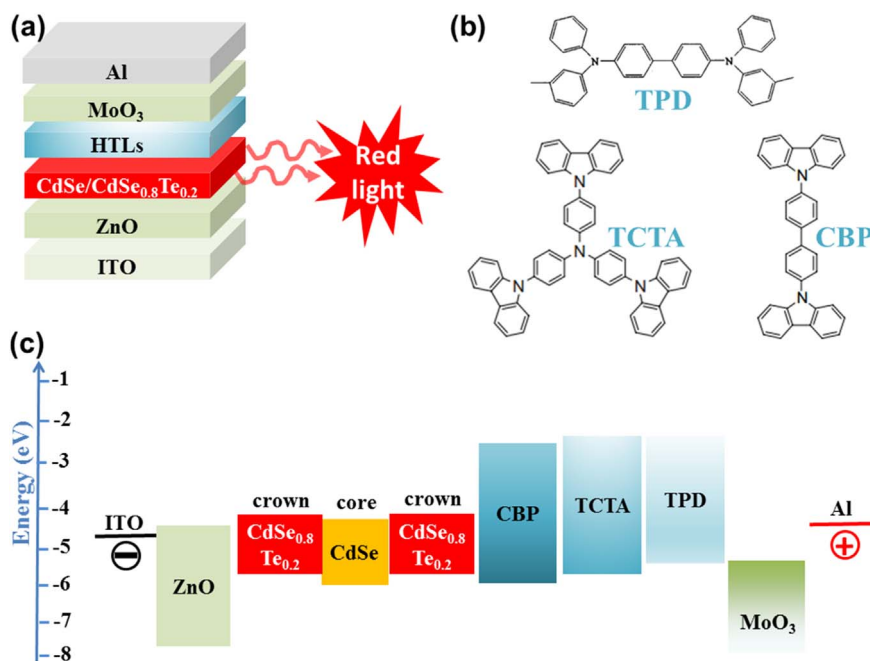 (a)
Al
MoO₃
HTLs
CdSe/CdSe₀.₈Te₀.₂
ZnO
ITO
Red
light
(b)
N
N
TPD
N
TCTA
N
N
N
N
CBP
N
(c)
Energy (eV)
-1
-2
-3
-4
-5
-6
-7
-8
ITO
ZnO
crown
CdSe₀.₈
Te₀.₂
core
CdSe
crown
CdSe₀.₈
Te₀.₂
CBP
TCTA
TPD
MoO₃
Al